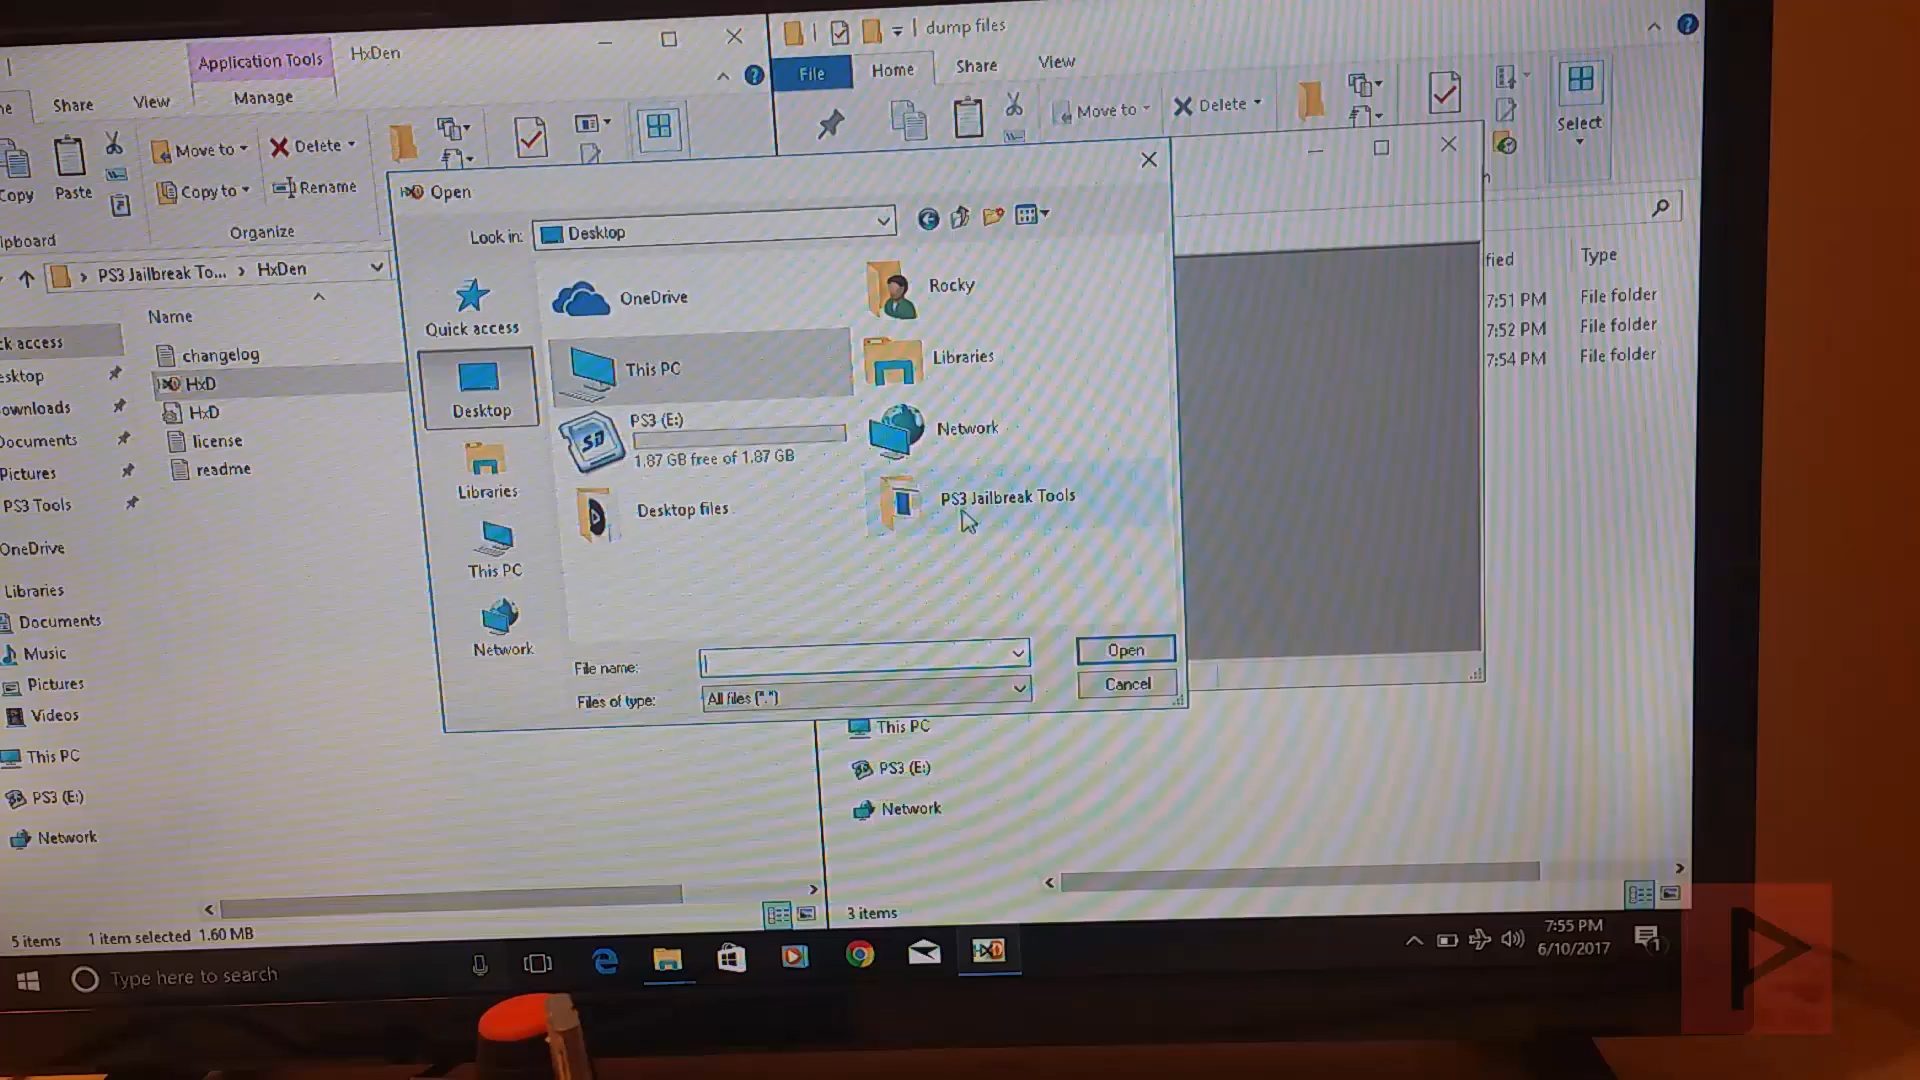 Application Tools
HxDen
Share
View
Manage
Copy
Paste
Move to
Delete
Copy to
Rename
Organize
PS3 Jailbreak To... > HxDen
Name
changelog
HxD
HxD
license
readme
PS3 Tools
OneDrive
Libraries
Documents
Music
Pictures
Videos
This PC
PS3 (E:)
Network
5 items 1 item selected 1.60 MB
dump files
File
Home
Share
View
Move to
Delete
Select
Type
7:51 PM File folder
7:52 PM File folder
7:54 PM File folder
Open
Look in:
Desktop
Quick access
Desktop
Libraries
This PC
Network
OneDrive
Rocky
This PC
Libraries
PS3 (E:)
1.87 GB free of 1.87 GB
Network
Desktop files
PS3 Jailbreak Tools
File name:
Open
Files of type:
All files (*.*)
Cancel
This PC
PS3 (E:)
Network
3 items
Type here to search
7:55 PM
6/10/2017
1